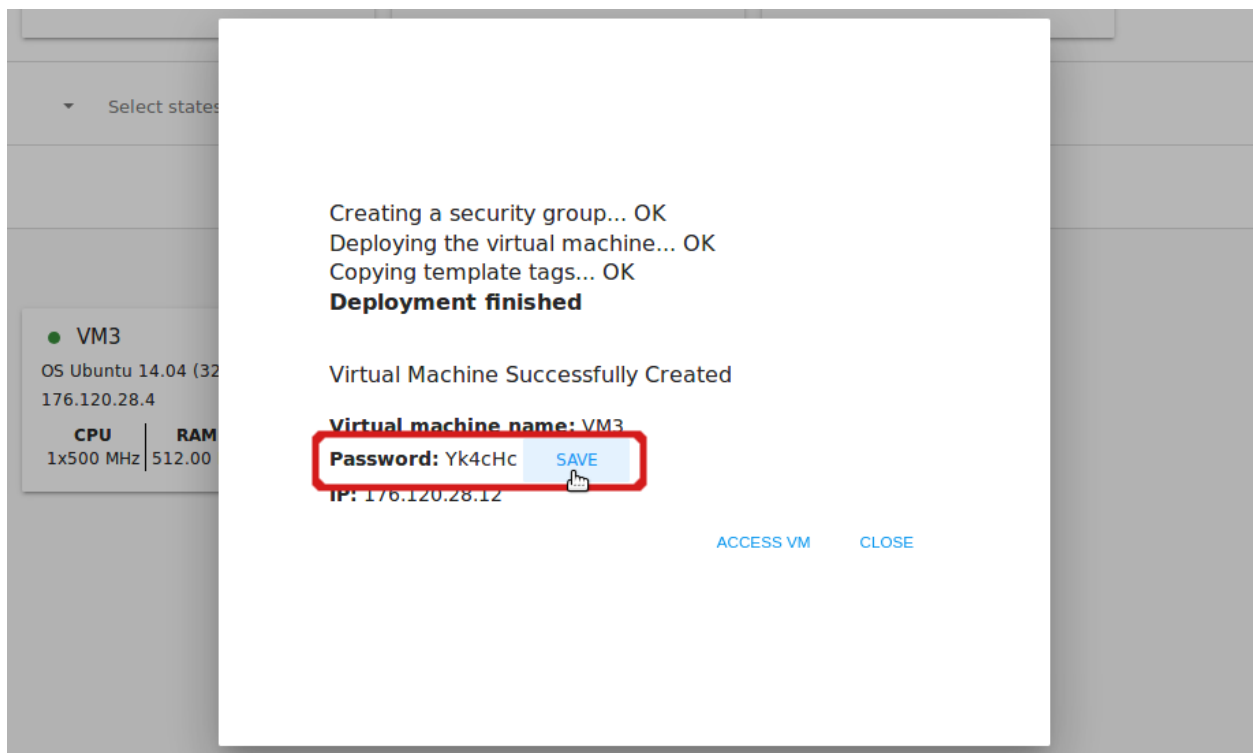 Select states
Creating a security group... OK
Deploying the virtual machine... OK
Copying template tags... OK
Deployment finished
VM3
OS Ubuntu 14.04 (32
176.120.28.4
CPU RAM
1x500 MHz 512.00
Virtual Machine Successfully Created
Virtual machine name: VM3
Password: Yk4cHc SAVE
IP: 176.120.28.12
ACCESS VM CLOSE